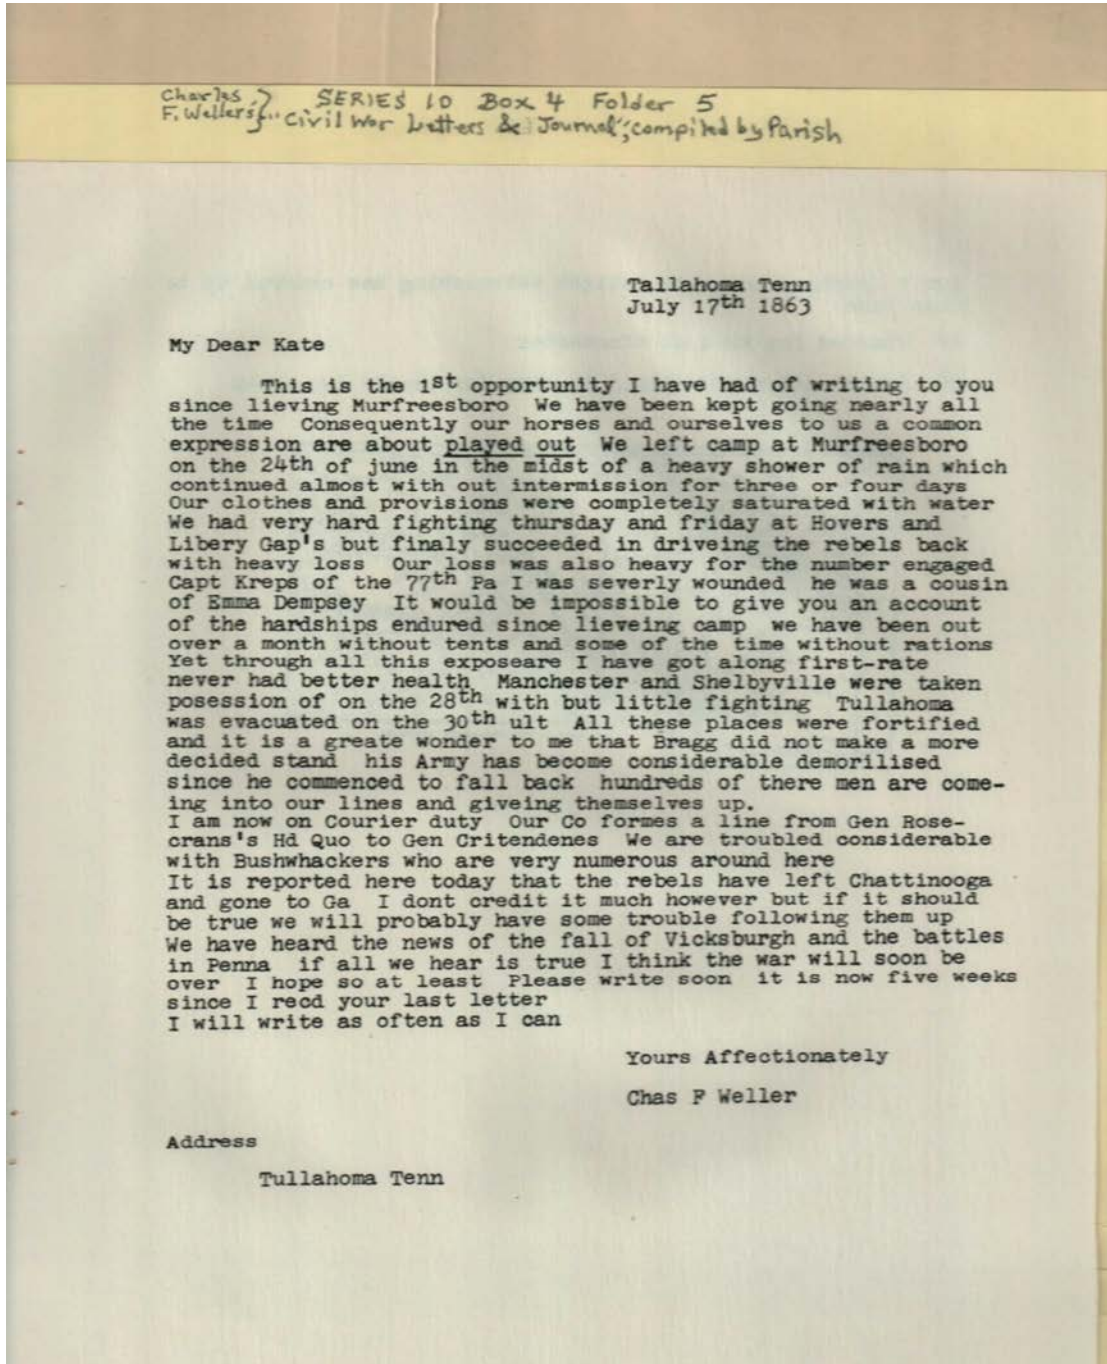 Charles } SERIES 10 Box 4 Folder 5
F. Wellers} "Civil War Letters & Journal", compiled by Parish
Tallahoma Tenn
July 17th 1863
My Dear Kate
This is the 1st opportunity I have had of writing to you
since lieving Murfreesboro We have been kept going nearly all
the time Consequently our horses and ourselves to us a common
expression are about played out We left camp at Murfreesboro
on the 24th of june in the midst of a heavy shower of rain which
continued almost with out intermission for three or four days
Our clothes and provisions were completely saturated with water
We had very hard fighting thursday and friday at Hovers and
Libery Gap's but finaly succeeded in driveing the rebels back
with heavy loss Our loss was also heavy for the number engaged
Capt Kreps of the 77th Pa I was severly wounded he was a cousin
of Emma Dempsey It would be impossible to give you an account
of the hardships endured since lieveing camp we have been out
over a month without tents and some of the time without rations
Yet through all this exposeare I have got along first-rate
never had better health Manchester and Shelbyville were taken
posession of on the 28th with but little fighting Tullahoma
was evacuated on the 30th ult All these places were fortified
and it is a greate wonder to me that Bragg did not make a more
decided stand his Army has become considerable demorilised
since he commenced to fall back hundreds of there men are come-
ing into our lines and giveing themselves up.
I am now on Courier duty Our Co formes a line from Gen Rose-
crans's Hd Quo to Gen Critendenes We are troubled considerable
with Bushwhackers who are very numerous around here
It is reported here today that the rebels have left Chattinooga
and gone to Ga I dont credit it much however but if it should
be true we will probably have some trouble following them up
We have heard the news of the fall of Vicksburgh and the battles
in Penna if all we hear is true I think the war will soon be
over I hope so at least Please write soon it is now five weeks
since I recd your last letter
I will write as often as I can
Yours Affectionately
Chas F Weller
Address
Tullahoma Tenn